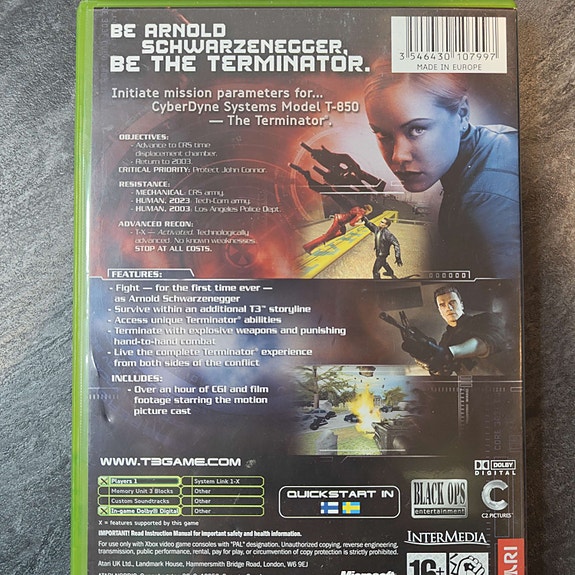 BE ARNOLD
SCHWARZENEGGER,
BE THE TERMINATOR.
3 546430 107997
MADE IN EUROPE
Initiate mission parameters for...
CyberDyne Systems Model T-850
— The Terminator®.
OBJECTIVES:
- Advance to CRS time
displacement chamber.
- Return to 2003.
CRITICAL PRIORITY: Protect John Connor.
RESISTANCE:
- MECHANICAL: CRS army.
- HUMAN, 2023: Tech-Com army.
- HUMAN, 2003: Los Angeles Police Dept.
ADVANCED RECON:
- T-X — Activated. Technologically
advanced. No known weaknesses.
STOP AT ALL COSTS.
FEATURES:
- Fight — for the first time ever —
as Arnold Schwarzenegger
- Survive within an additional T3™ storyline
- Access unique Terminator® abilities
- Terminate with explosive weapons and punishing
hand-to-hand combat
- Live the complete Terminator® experience
from both sides of the conflict
INCLUDES:
- Over an hour of CGI and film
footage starring the motion
picture cast
WWW.T3GAME.COM
DOLBY
DIGITAL
X Players 1
System Link 1-X
Memory Unit 3 Blocks
Other
Custom Soundtracks
Other
X In-game Dolby® Digital
Other
X = features supported by this game
QUICKSTART IN
BLACK OPS
entertainment
C2 PICTURES
INTERMEDIA
IMPORTANT! Read Instruction Manual for important safety and health information.
For use only with Xbox video game consoles with "PAL" designation. Unauthorized copying, reverse engineering,
transmission, public performance, rental, pay for play, or circumvention of copy protection is strictly prohibited.
Atari UK Ltd., Landmark House, Hammersmith Bridge Road, London W6 9EJ
Microsoft
16+
ARI